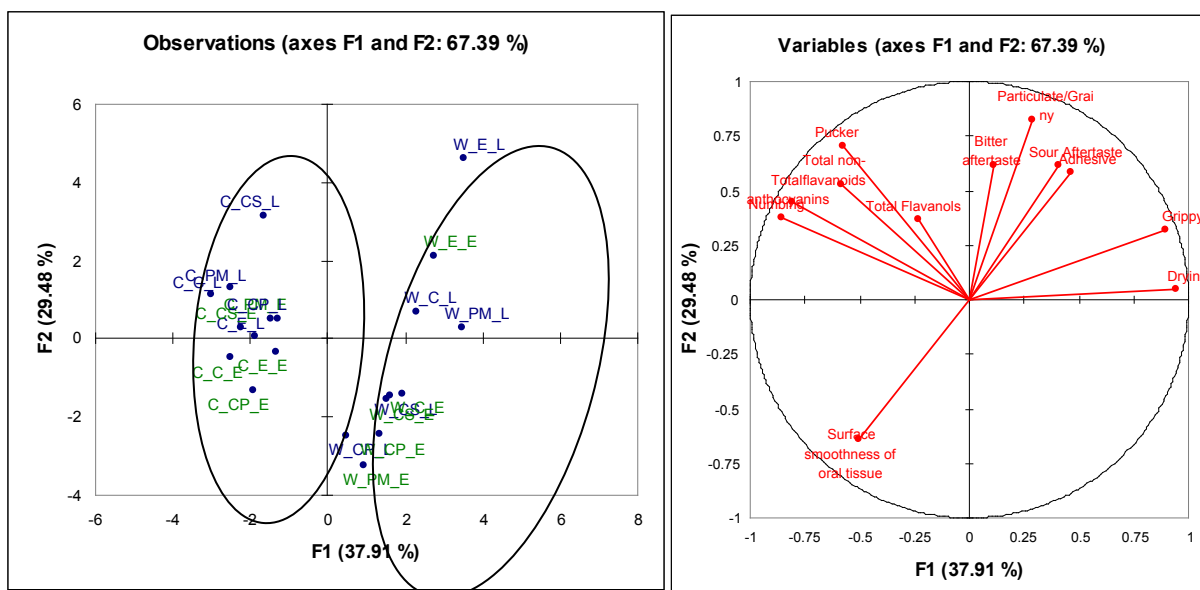 Observations (axes F1 and F2: 67.39 %)
6
W_E_L
4
C_CS_L
W_E_E
2
C_PM_L
C_C_L
C_CS_E
W_C_L
W_PM_L
C_E_L
0
C_C_E
C_E_E
C_CP_E
W_CS_L
W_CS_E
-2
W_CP_L
W_CP_E
W_PM_E
-4
-6
-4
-2
0
2
4
6
8
F2 (29.48 %)
F1 (37.91 %)
Variables (axes F1 and F2: 67.39 %)
1
Particulate/Grai
ny
0.75
Pucker
Bitter
aftertaste
Sour Aftertaste
Adhesive
Total non-
Totalflavanoids
0.5
anthocyanins
Numbing
Total Flavanols
Grippy
0.25
Dryin
0
-0.25
-0.5
Surface
smoothness of
oral tissue
-0.75
-1
-1
-0.75
-0.5
-0.25
0
0.25
0.5
0.75
1
F2 (29.48 %)
F1 (37.91 %)